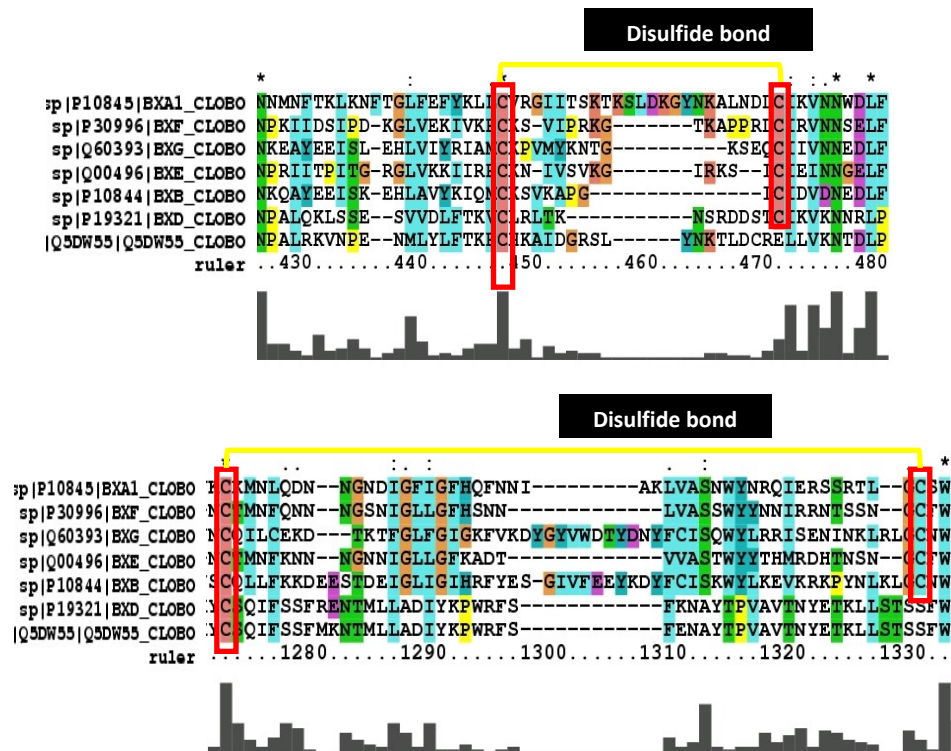 Disulfide bond
sp|P10845|BXA1_CLOBO NNMNFTKLKNFTGLFEFYKLLCVRGIITSKTKSLDKGYNKALNDLCIKVNNWDLF
sp|P30996|BXF_CLOBO NPKIIDSIPD-KGLVEKIVKFCKS-VIPRKG-------TKAPPRLCIRVNNSELF
sp|Q60393|BXG_CLOBO NKEAYEEISL-EHLVIYRIAMCKPVMYKNTG----------KSEQCIIVNNEDLF
sp|Q00496|BXE_CLOBO NPRIITPITG-RGLVKKIIRFCKN-IVSVKG-------IRKS--ICIEINNGELF
sp|P10844|BXB_CLOBO NKQAYEEISK-EHLAVYKIQMCKSVKAPG---------------ICIDVDNEDLF
sp|P19321|BXD_CLOBO NPALQKLSSE--SVVDLFTKVCLRLTK-----------NSRDDSTCIKVKNNRLP
|Q5DW55|Q5DW55_CLOBO NPALRKVNPE--NMLYLFTKFCHKAIDGRSL------YNKTLDCRELLVKNTDLP
ruler ..430.......440.......450.......460.......470.......480
Disulfide bond
sp|P10845|BXA1_CLOBO KCKMNLQDN--NGNDIGFIGFHQFNNI----------AKLVASNWYNRQIERSSRTL--GCSW
sp|P30996|BXF_CLOBO NCTMNFQNN--NGSNIGLLGFHSNN------------LVASSWYYNNIRRNTSSN--GCFW
sp|Q60393|BXG_CLOBO NCQILCEKD--TKTFGLFGIGKFVKDYGYVWDTYDNYFCISQWYLRRISENINKLRLGCNW
sp|Q00496|BXE_CLOBO NCTMNFKNN--NGNNIGLLGFKADT------------VVASTWYYTHMRDHTNSN--GCFW
sp|P10844|BXB_CLOBO SCQLLFKKDEESTDEIGLIGIHRFYES-GIVFEEYKDYFCISKWYLKEVKRKPYNLKLGCNW
sp|P19321|BXD_CLOBO YCSQIFSSFRENTMLLADIYKPWRFS------------FKNAYTPVAVTNYETKLLSTSSFW
|Q5DW55|Q5DW55_CLOBO YCSQIFSSFMKNTMLLADIYKPWRFS------------FENAYTPVAVTNYETKLLSTSSFW
ruler ......1280......1290......1300......1310......1320......1330....